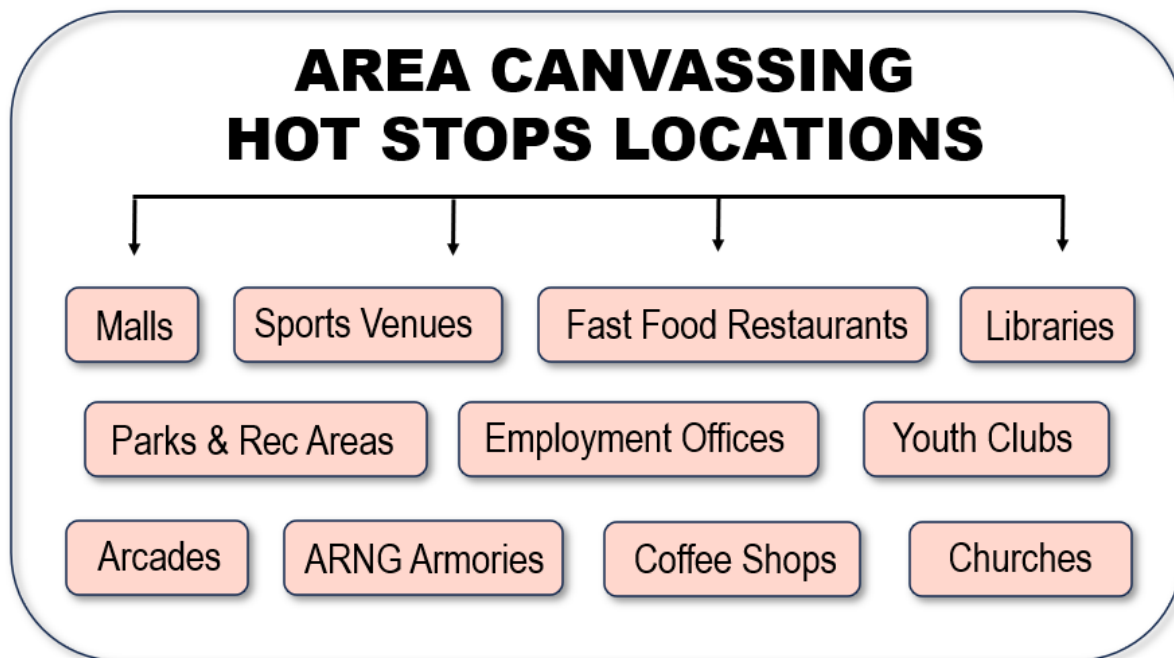 AREA CANVASSING
HOT STOPS LOCATIONS
Malls
Sports Venues
Fast Food Restaurants
Libraries
Parks & Rec Areas
Employment Offices
Youth Clubs
Arcades
ARNG Armories
Coffee Shops
Churches